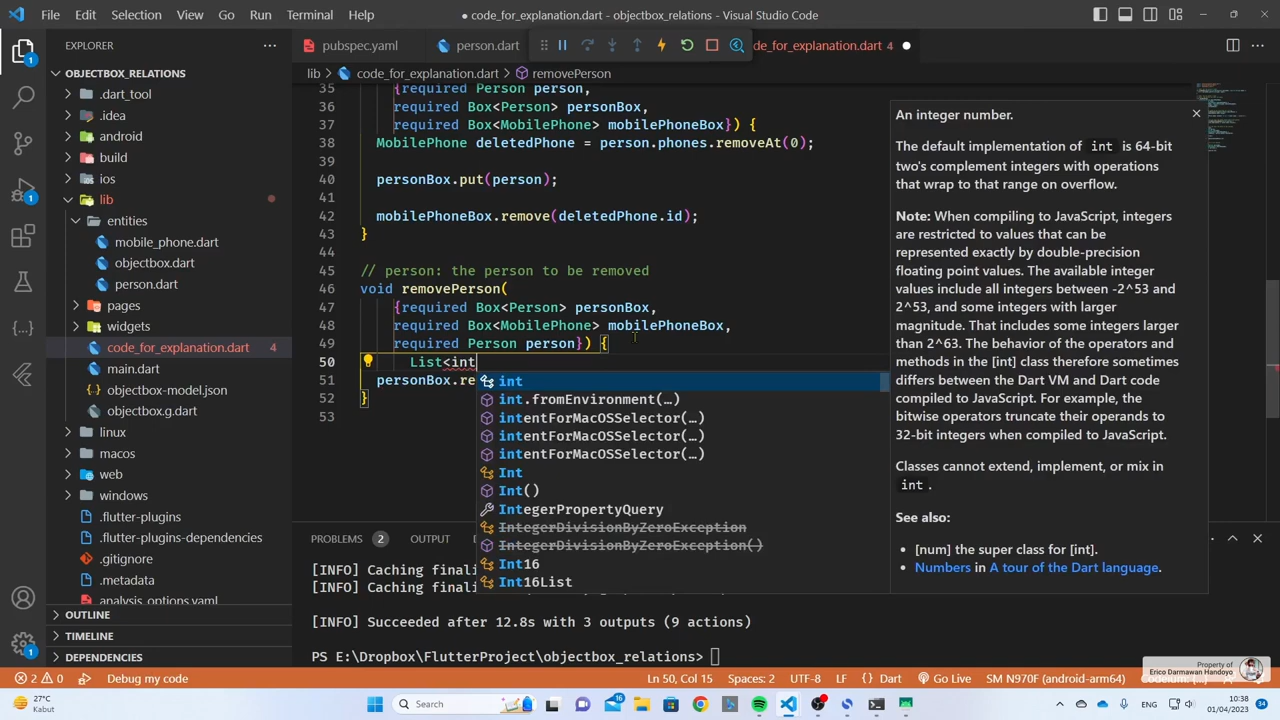 File Edit Selection View Go Run Terminal Help
● code_for_explanation.dart - objectbox_relations - Visual Studio Code
EXPLORER
OBJECTBOX_RELATIONS
.dart_tool
.idea
android
build
ios
lib
entities
mobile_phone.dart
objectbox.dart
person.dart
pages
widgets
code_for_explanation.dart 4
main.dart
objectbox-model.json
objectbox.g.dart
linux
macos
web
windows
.flutter-plugins
.flutter-plugins-dependencies
.gitignore
.metadata
analysis_options.yaml
OUTLINE
TIMELINE
DEPENDENCIES
1
1
1
pubspec.yaml person.dart de_for_explanation.dart 4 ●
lib > code_for_explanation.dart > removePerson
35 {required Person person,
36 required Box<Person> personBox,
37 required Box<MobilePhone> mobilePhoneBox}) {
38 MobilePhone deletedPhone = person.phones.removeAt(0);
39
40 personBox.put(person);
41
42 mobilePhoneBox.remove(deletedPhone.id);
43 }
44
45 // person: the person to be removed
46 void removePerson(
47 {required Box<Person> personBox,
48 required Box<MobilePhone> mobilePhoneBox,
49 required Person person}) {
50 List<int
51 personBox.re
52 }
53
int
int.fromEnvironment(…)
intentForMacOSSelector(…)
intentForMacOSSelector(…)
intentForMacOSSelector(…)
Int
Int()
IntegerPropertyQuery
IntegerDivisionByZeroException
IntegerDivisionByZeroException()
Int16
Int16List
An integer number.
The default implementation of int is 64-bit
two's complement integers with operations
that wrap to that range on overflow.
Note: When compiling to JavaScript, integers
are restricted to values that can be
represented exactly by double-precision
floating point values. The available integer
values include all integers between -2^53 and
2^53, and some integers with larger
magnitude. That includes some integers larger
than 2^63. The behavior of the operators and
methods in the [int] class therefore sometimes
differs between the Dart VM and Dart code
compiled to JavaScript. For example, the
bitwise operators truncate their operands to
32-bit integers when compiled to JavaScript.
Classes cannot extend, implement, or mix in
int.
See also:
• [num] the super class for [int].
• Numbers in A tour of the Dart language.
PROBLEMS 2 OUTPUT
[INFO] Caching finali
[INFO] Caching finali
[INFO] Succeeded after 12.8s with 3 outputs (9 actions)
PS E:\Dropbox\FlutterProject\objectbox_relations>
2 0 Debug my code Ln 50, Col 15 Spaces: 2 UTF-8 LF { } Dart Go Live SM N970F (android-arm64)
Property of
Erico Darmawan Handoyo
27°C
Kabut
Search
16
ENG
10:38
01/04/2023
34